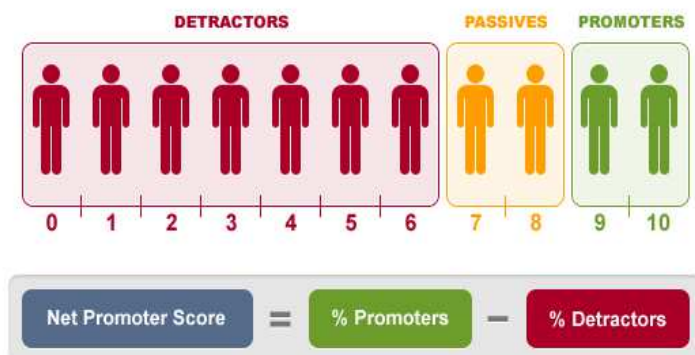 DETRACTORS PASSIVES PROMOTERS
0 1 2 3 4 5 6 7 8 9 10
Net Promoter Score = % Promoters − % Detractors